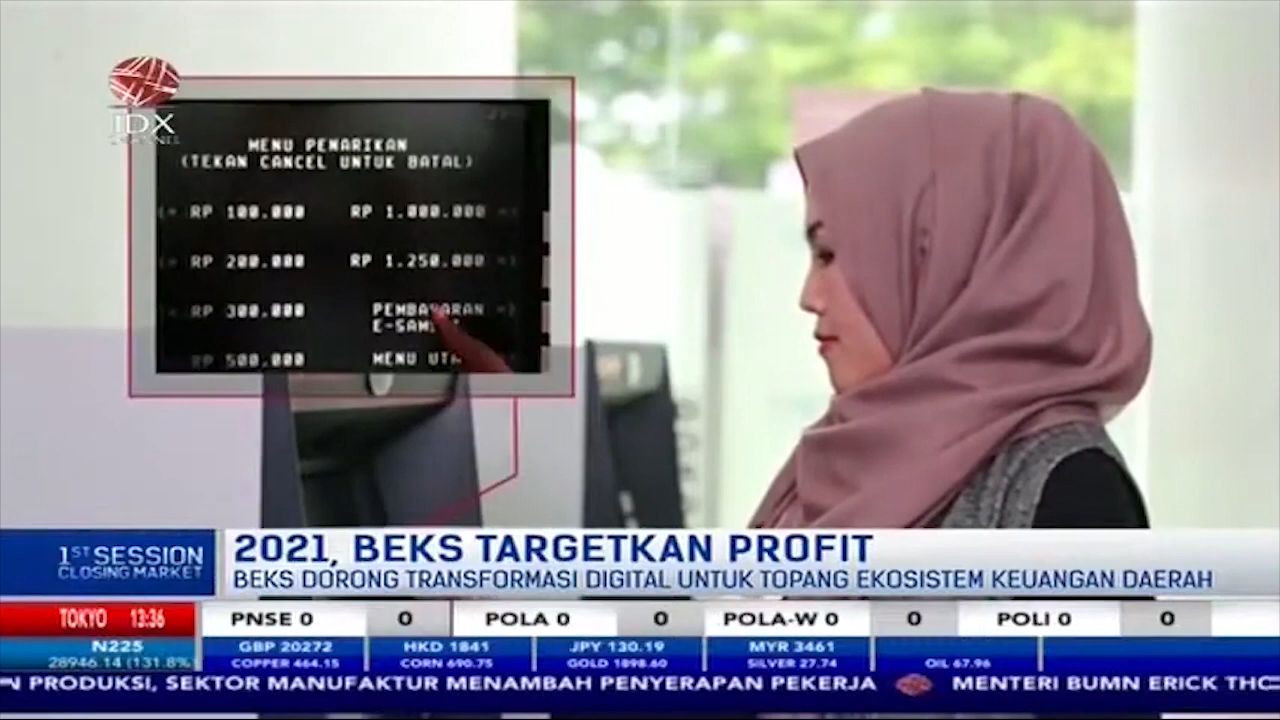 IDX
CHANNEL
MENU PENARIKAN
(TEKAN CANCEL UNTUK BATAL)
RP 100.000 RP 1.000.000
RP 200.000 RP 1.250.000
RP 300.000 PEMBAYARAN
E-SAM
RP 500.000 MENU UTA
1ST SESSION
CLOSING MARKET
2021, BEKS TARGETKAN PROFIT
BEKS DORONG TRANSFORMASI DIGITAL UNTUK TOPANG EKOSISTEM KEUANGAN DAERAH
TOKYO 13:36
PNSE 0 0 POLA 0 0 POLA-W 0 0 POLI 0 0
N225
28946.14 (131.8%
GBP 20272 HKD 1841 JPY 130.19 MYR 3461
COPPER 464.15 CORN 690.75 GOLD 1898.60 SILVER 27.74 OIL 67.96
N PRODUKSI, SEKTOR MANUFAKTUR MENAMBAH PENYERAPAN PEKERJA MENTERI BUMN ERICK THO